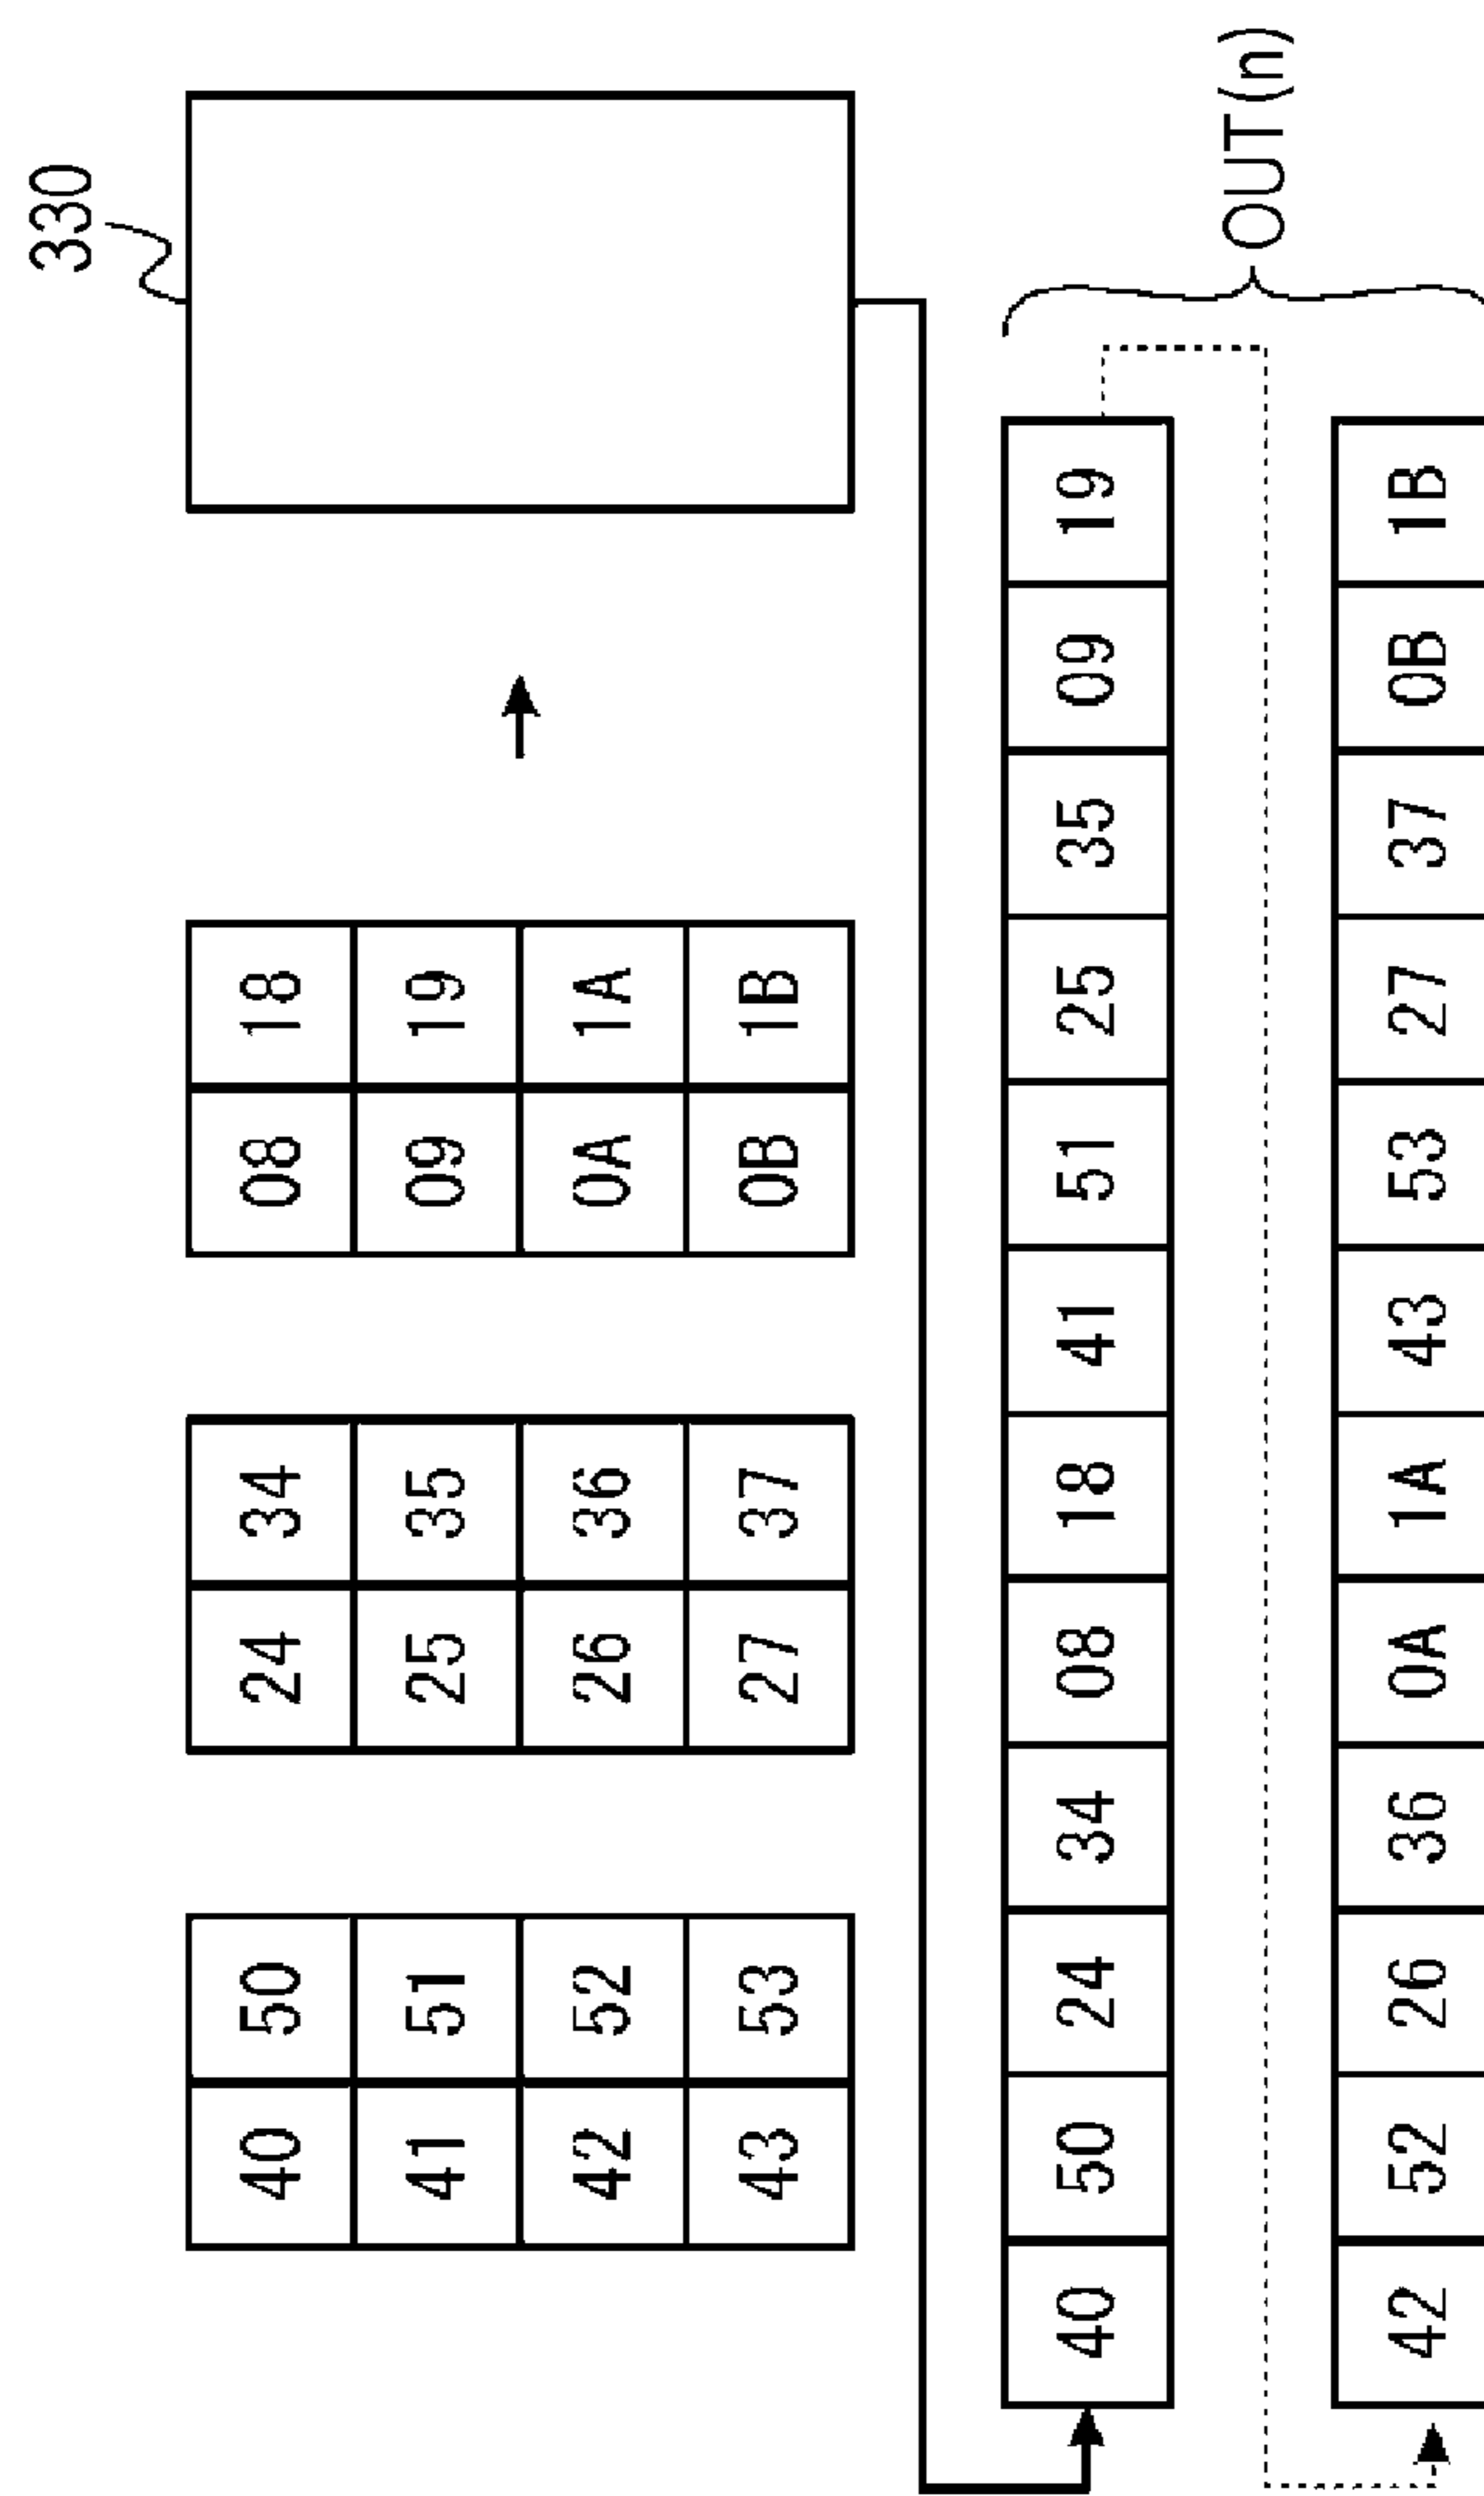 330
40 50 24 34 08 18
41 51 25 35 09 19
42 52 26 36 0A 1A
43 53 27 37 0B 1B
40 50 24 34 08 18 41 51 25 35 09 19
OUT(n)
42 52 26 36 0A 1A 43 53 27 37 0B 1B